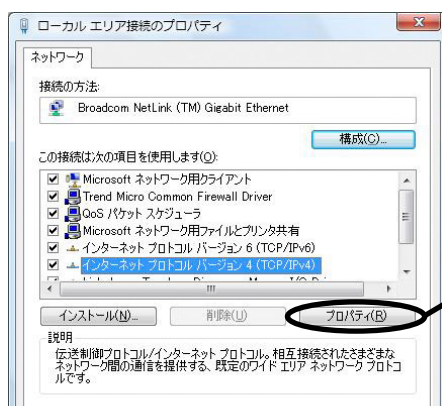 ローカル エリア接続のプロパティ
ネットワーク
接続の方法:
Broadcom NetLink (TM) Gigabit Ethernet
構成(C)...
この接続は次の項目を使用します(O):
Microsoft ネットワーク用クライアント
Trend Micro Common Firewall Driver
QoS パケット スケジューラ
Microsoft ネットワーク用ファイルとプリンタ共有
インターネット プロトコル バージョン 6 (TCP/IPv6)
インターネット プロトコル バージョン 4 (TCP/IPv4)
インストール(N)...
削除(U)
プロパティ(R)
説明
伝送制御プロトコル/インターネット プロトコル。相互接続されたさまざまな
ネットワーク間の通信を提供する、既定のワイド エリア ネットワーク プロトコ
ルです。